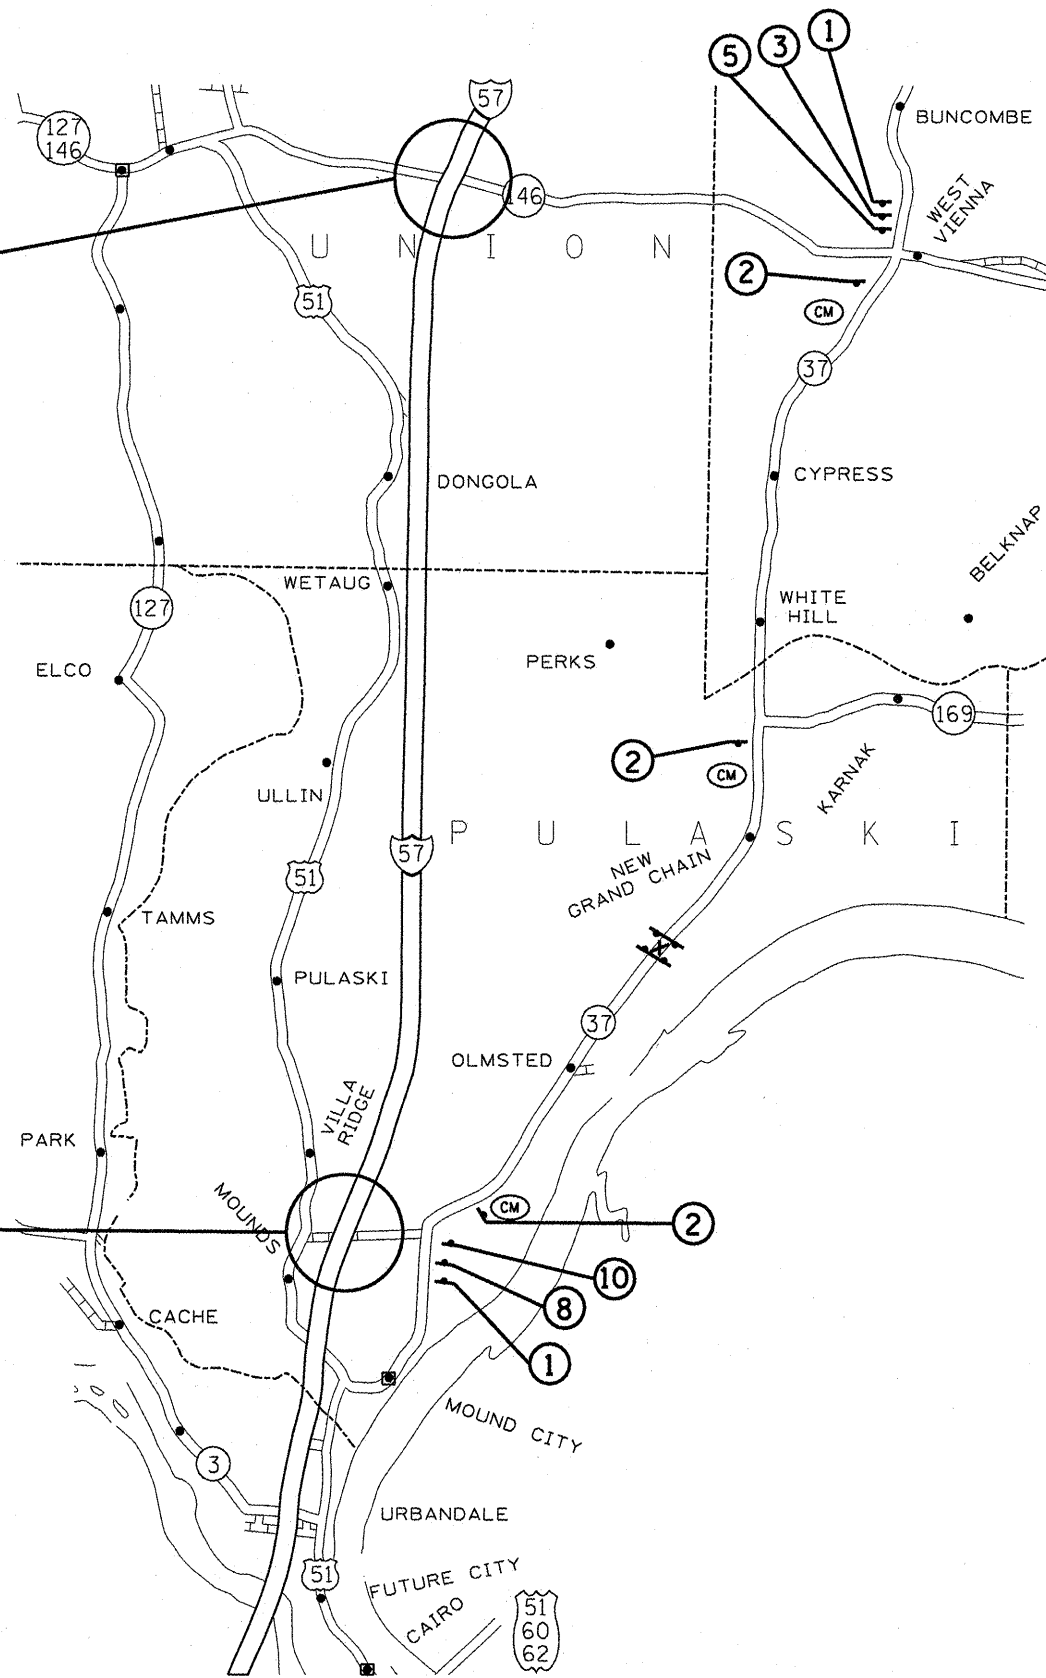 1
3
5
57
BUNCOMBE
127
146
146
WEST
VIENNA
UNION
2
51
CM
37
DONGOLA
CYPRESS
BELKNAP
WETAUG
127
WHITE
HILL
ELCO
PERKS
169
2
CM
KARNAK
ULLIN
PULASKI
57
51
NEW
GRAND CHAIN
TAMMS
X
PULASKI
37
OLMSTED
VILLA
RIDGE
PARK
MOUNDS
CM
2
10
8
CACHE
1
MOUND CITY
3
URBANDALE
51
FUTURE CITY
CAIRO
51
60
62